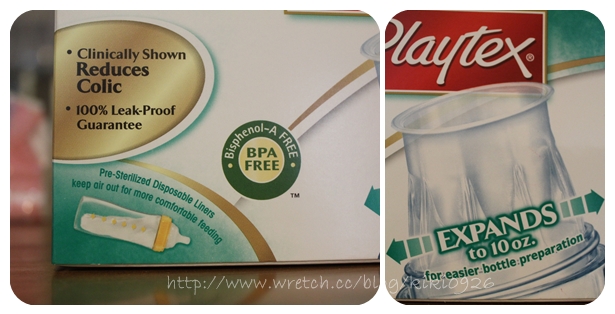 • Clinically Shown
Reduces
Colic
• 100% Leak-Proof
Guarantee
• Bisphenol-A FREE •
BPA
FREE
TM
Pre-Sterilized Disposable Liners
keep air out for more comfortable feeding
Playtex®
EXPANDS
to 10 oz.
for easier bottle preparation
http://www.wretch.cc/blog/kiki0926